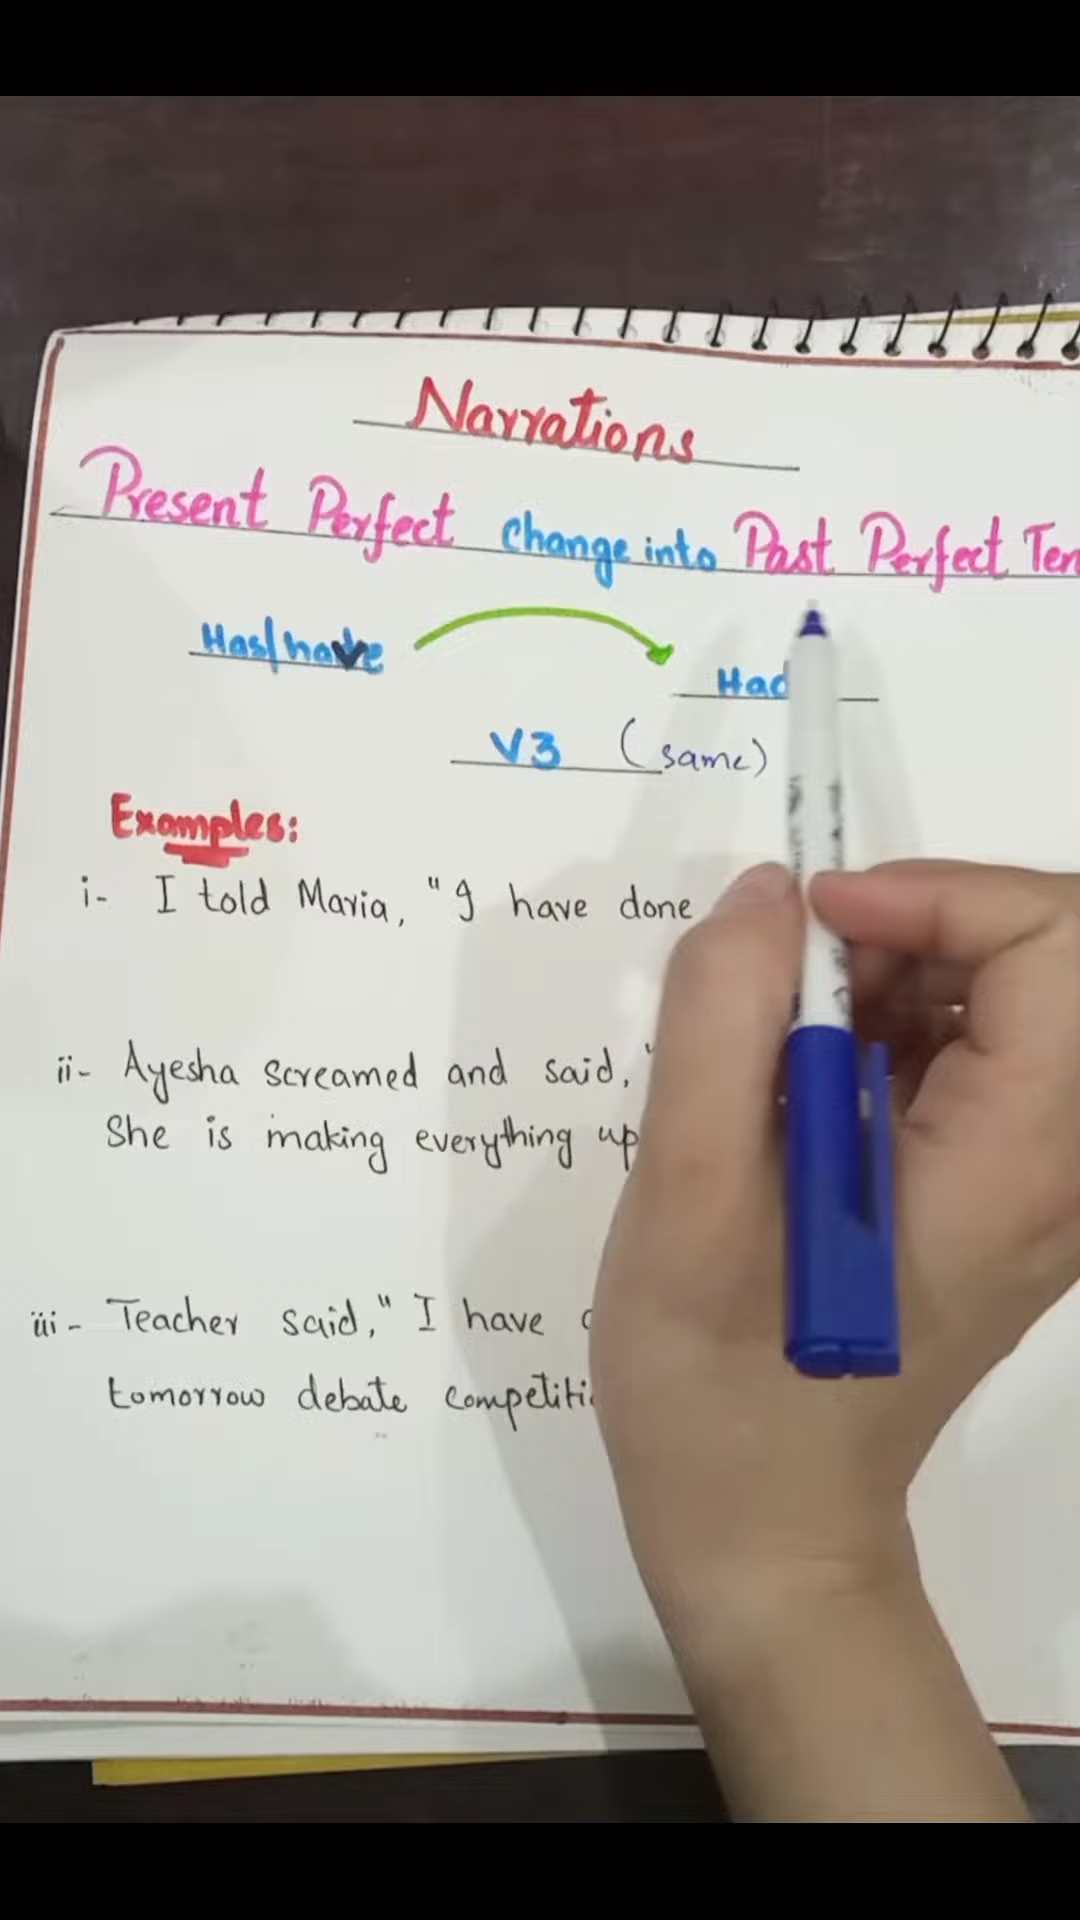 Narrations
Present Perfect Change into Past Perfect
Has/have
V3 (same)
Examples:
i- I told Maria, "I have done
ii- Ayesha screamed and said, "
She is making everything up
iii- Teacher said," I have
tomorrow debate